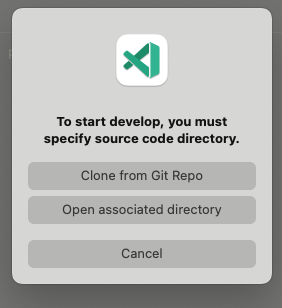 To start develop, you must
specify source code directory.
Clone from Git Repo
Open associated directory
Cancel